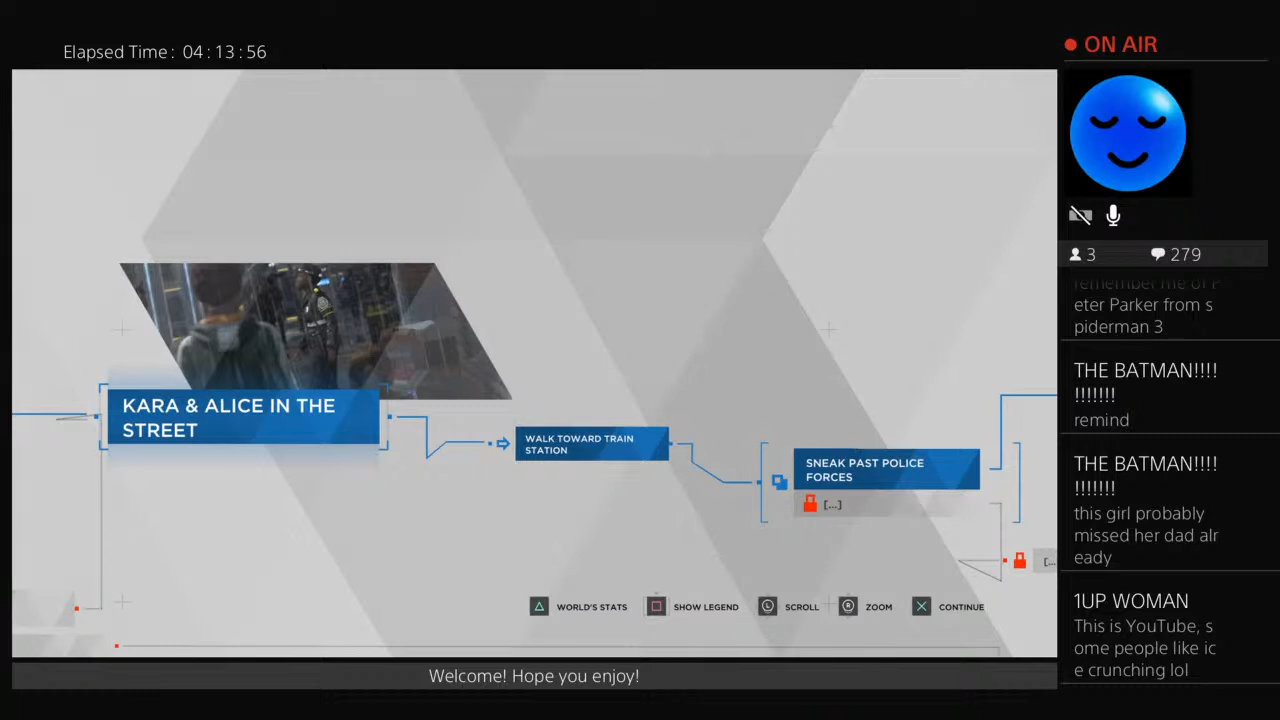 Elapsed Time: 04:13:56
ON AIR
3
279
remember me of P
eter Parker from s
piderman 3
THE BATMAN!!!!
!!!!!!!
remind
THE BATMAN!!!!
!!!!!!!
this girl probably
missed her dad alr
eady
1UP WOMAN
This is YouTube, s
ome people like ic
e crunching lol
KARA & ALICE IN THE
STREET
WALK TOWARD TRAIN
STATION
SNEAK PAST POLICE
FORCES
[...]
[...
WORLD'S STATS
SHOW LEGEND
L
SCROLL
R
ZOOM
CONTINUE
Welcome! Hope you enjoy!